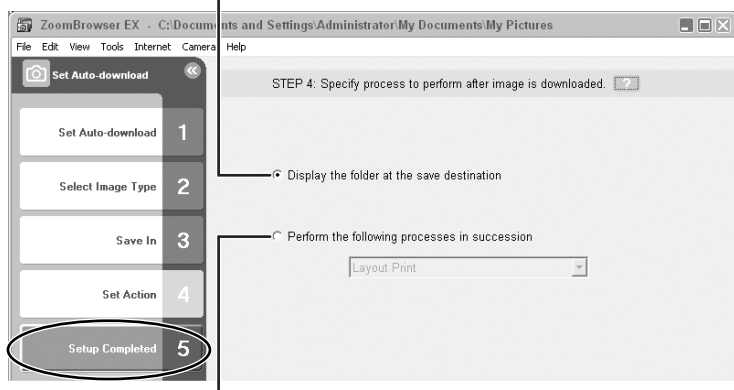 ZoomBrowser EX - C:\Documents and Settings\Administrator\My Documents\My Pictures
File Edit View Tools Internet Camera Help
Set Auto-download
STEP 4: Specify process to perform after image is downloaded. ?
Set Auto-download 1
Display the folder at the save destination
Select Image Type 2
Save In 3
Perform the following processes in succession
Layout Print
Set Action 4
Setup Completed 5